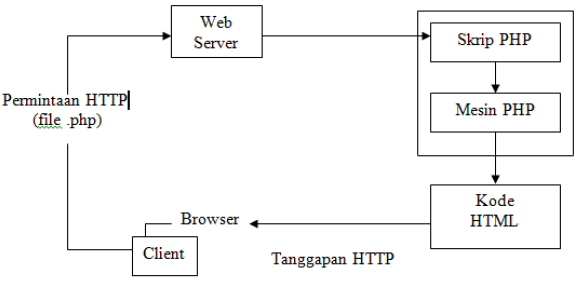 Web
Server
Skrip PHP
Permintaan HTTP
(file .php)
Mesin PHP
Kode
HTML
Browser
Client
Tanggapan HTTP